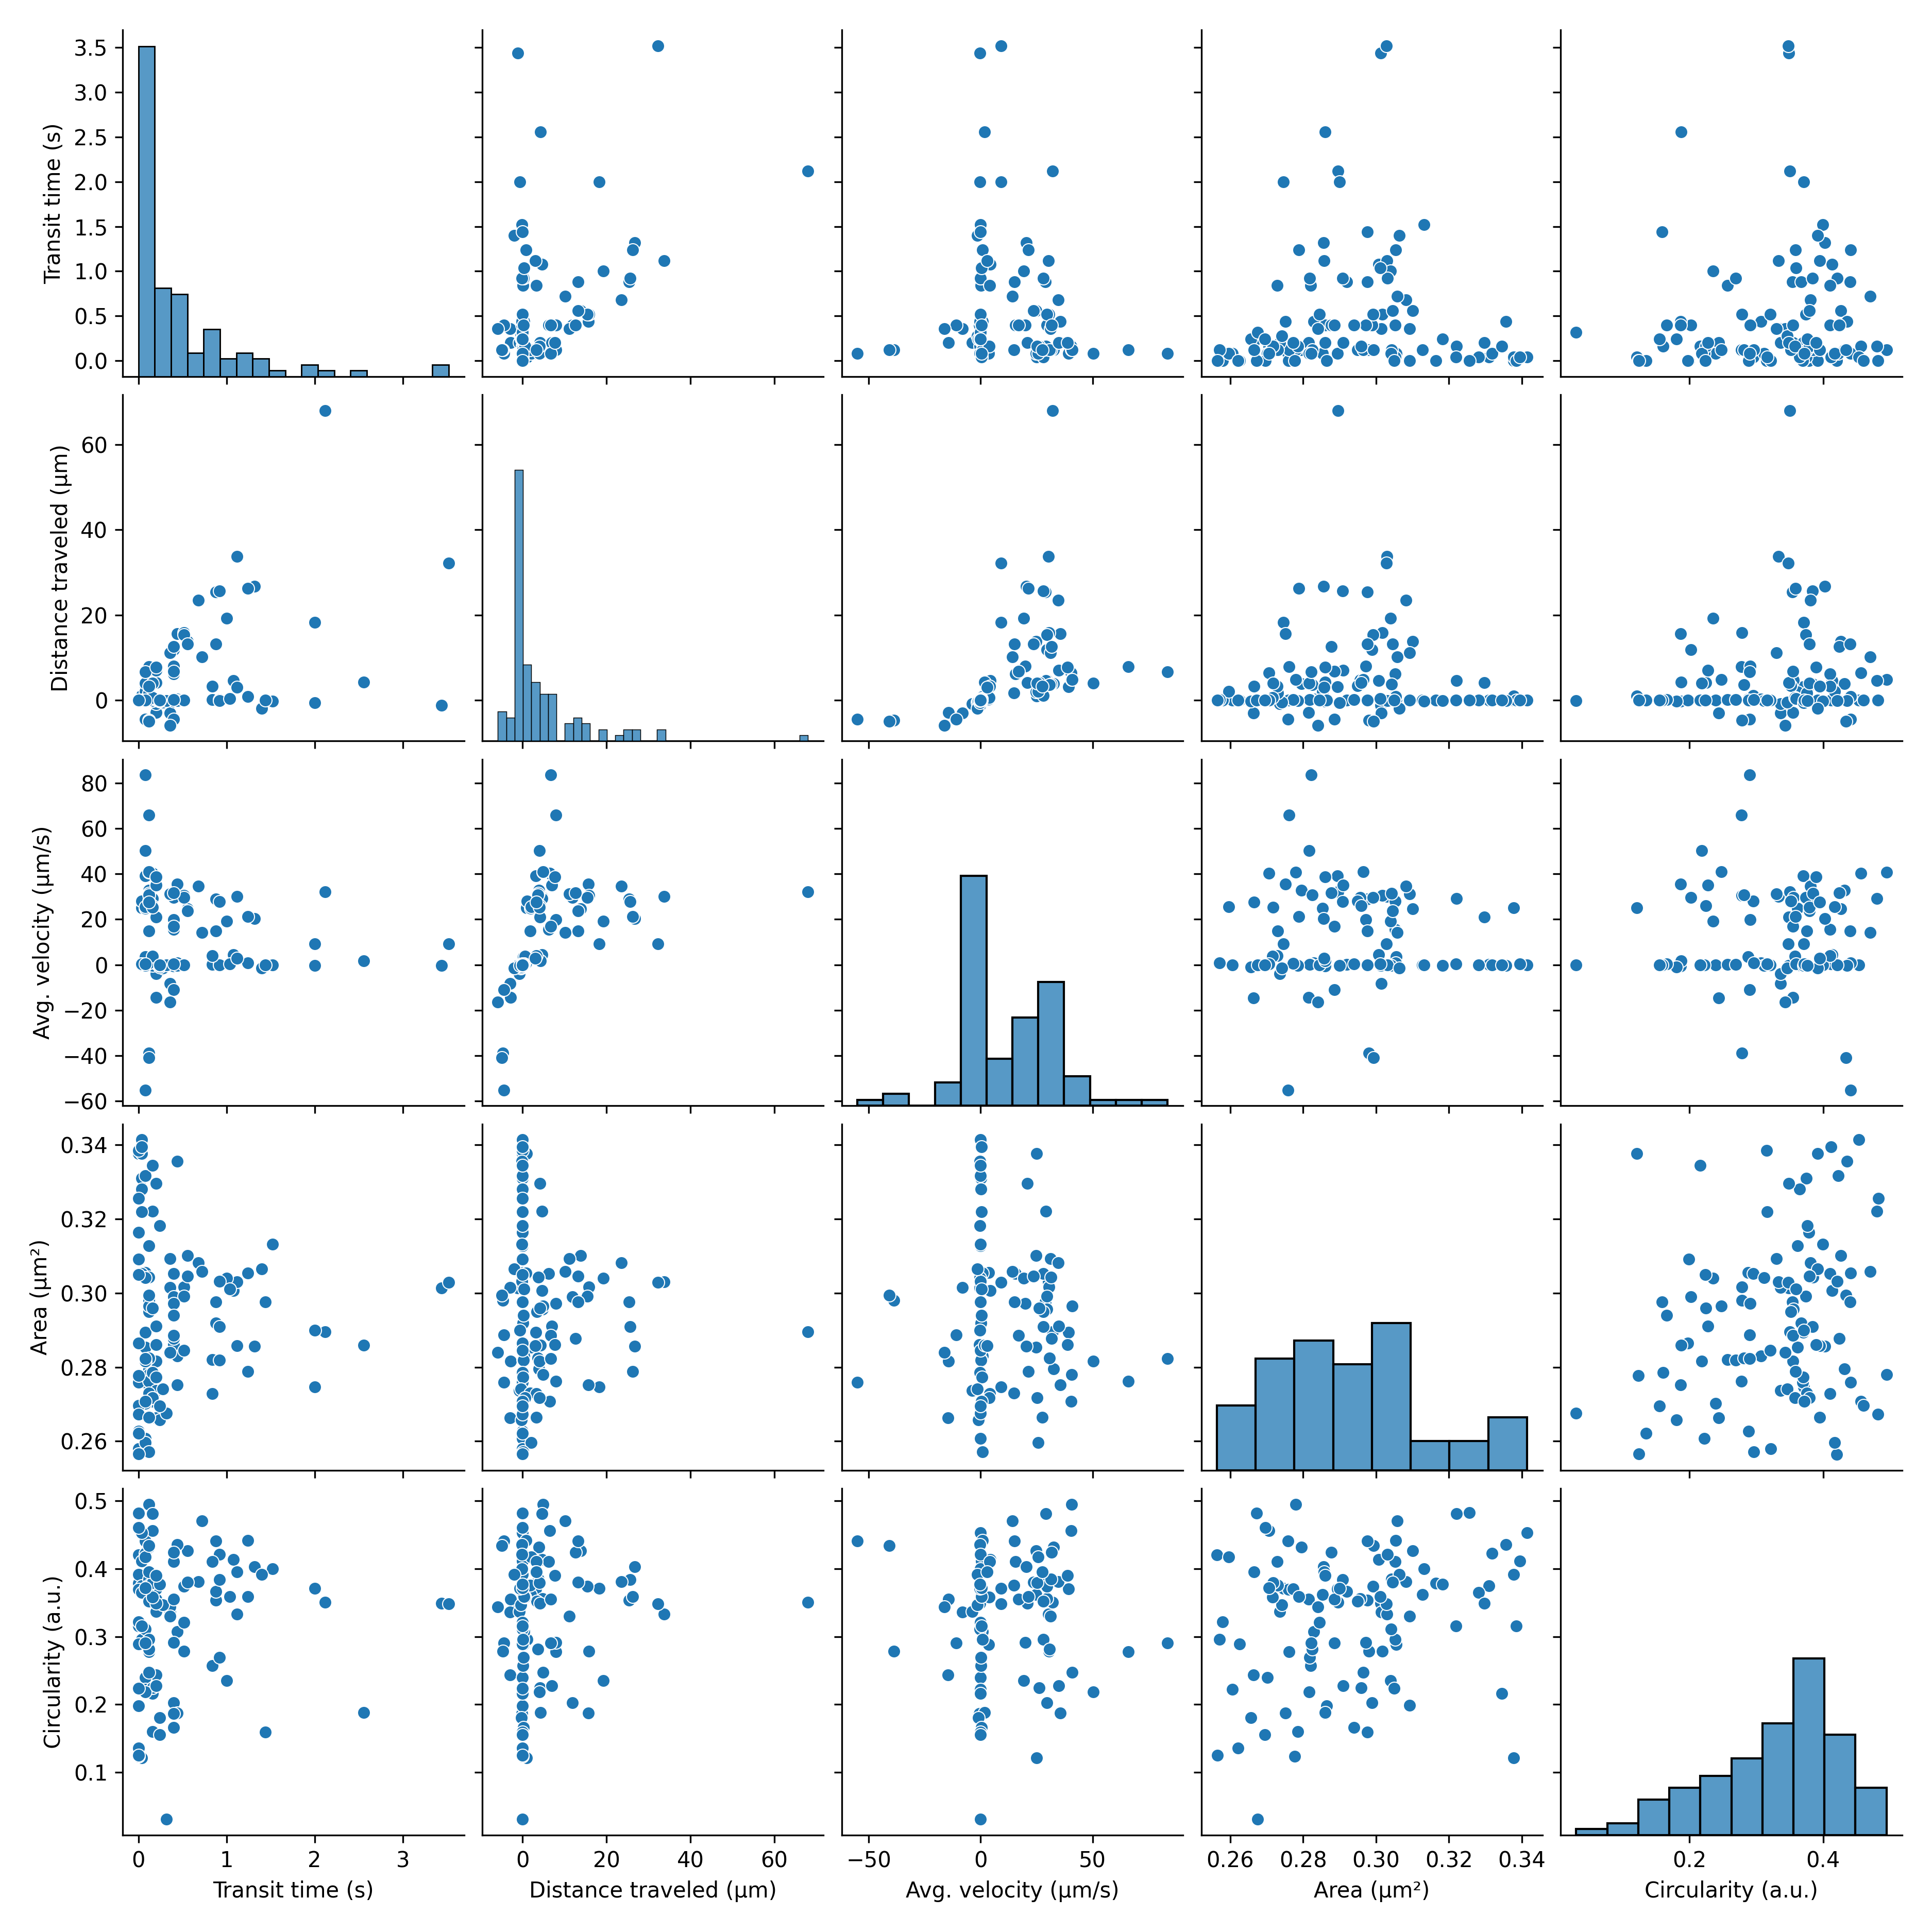 3.5
3.0
2.5
2.0
1.5
1.0
0.5
0.0
Transit time (s)
60
40
20
0
Distance traveled (µm)
80
60
40
20
0
−20
−40
−60
Avg. velocity (µm/s)
0.34
0.32
0.30
0.28
0.26
Area (µm²)
0.5
0.4
0.3
0.2
0.1
Circularity (a.u.)
0 1 2 3
Transit time (s)
0 20 40 60
Distance traveled (µm)
−50 0 50
Avg. velocity (µm/s)
0.26 0.28 0.30 0.32 0.34
Area (µm²)
0.2 0.4
Circularity (a.u.)